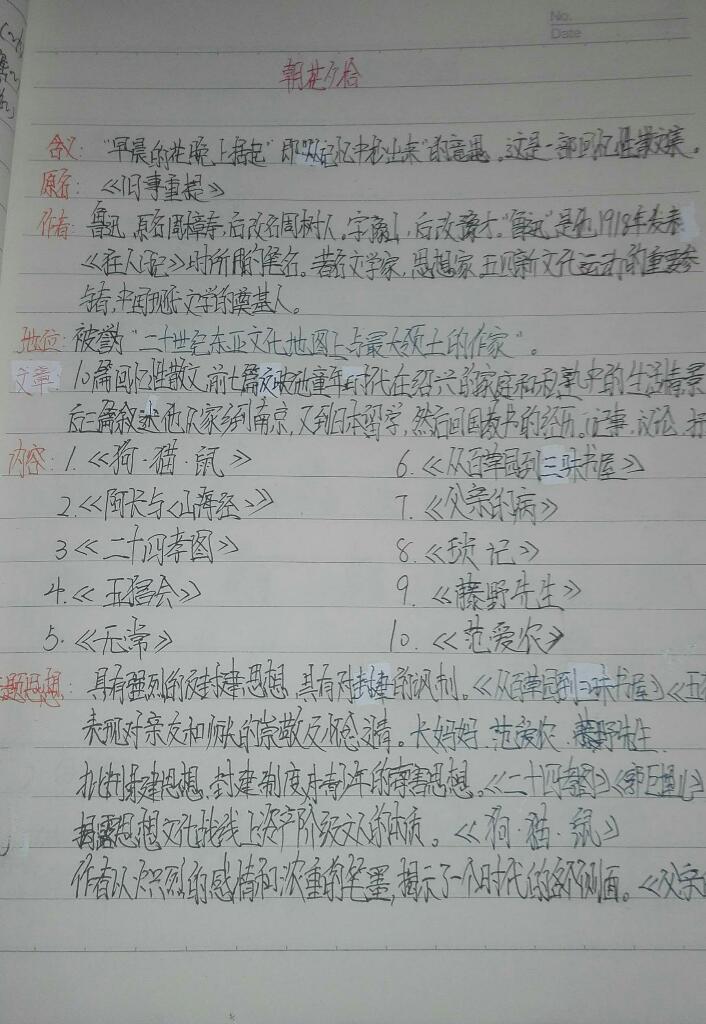 No.
Date
朝花夕拾
含义：“早晨的花晚上拾起”即“从记忆中抄出来”的意思。这是一部回忆性散文集。
原名：《旧事重提》
作者：鲁迅，原名周樟寿，后改名周树人。字豫山，后改豫才。“鲁迅”是他1918年发表
《狂人日记》时所用的笔名。著名文学家，思想家，五四新文化运动的重要参
与者，中国现代文学的奠基人。
地位：被誉为“二十世纪东亚文化地图上占最大领土的作家”。
文章：10篇回忆性散文，前七篇反映他童年时代在绍兴的家庭和私塾中的生活情景
后三篇叙述他从家乡到南京，又到日本留学，然后回国教书的经历。记事，议论，抒
内容：1.《狗·猫·鼠》 6.《从百草园到三味书屋》
2.《阿长与《山海经》》 7.《父亲的病》
3《二十四孝图》 8.《琐记》
4.《五猖会》 9.《藤野先生》
5.《无常》 10.《范爱农》
主题思想：具有强烈的反封建思想，具有对封建的讽刺。《从百草园到三味书屋》《五
表现对亲友和师长的崇敬及怀念之情。长妈妈、范爱农、藤野先生
批判封建思想，封建制度，对青少年的毒害思想。《二十四孝图》《郭巨埋儿》
揭露思想文化战线上资产阶级文人的本质。《狗·猫·鼠》
作者以炽烈的感情和浓重的笔墨，揭示了一个时代的各个侧面。《父亲